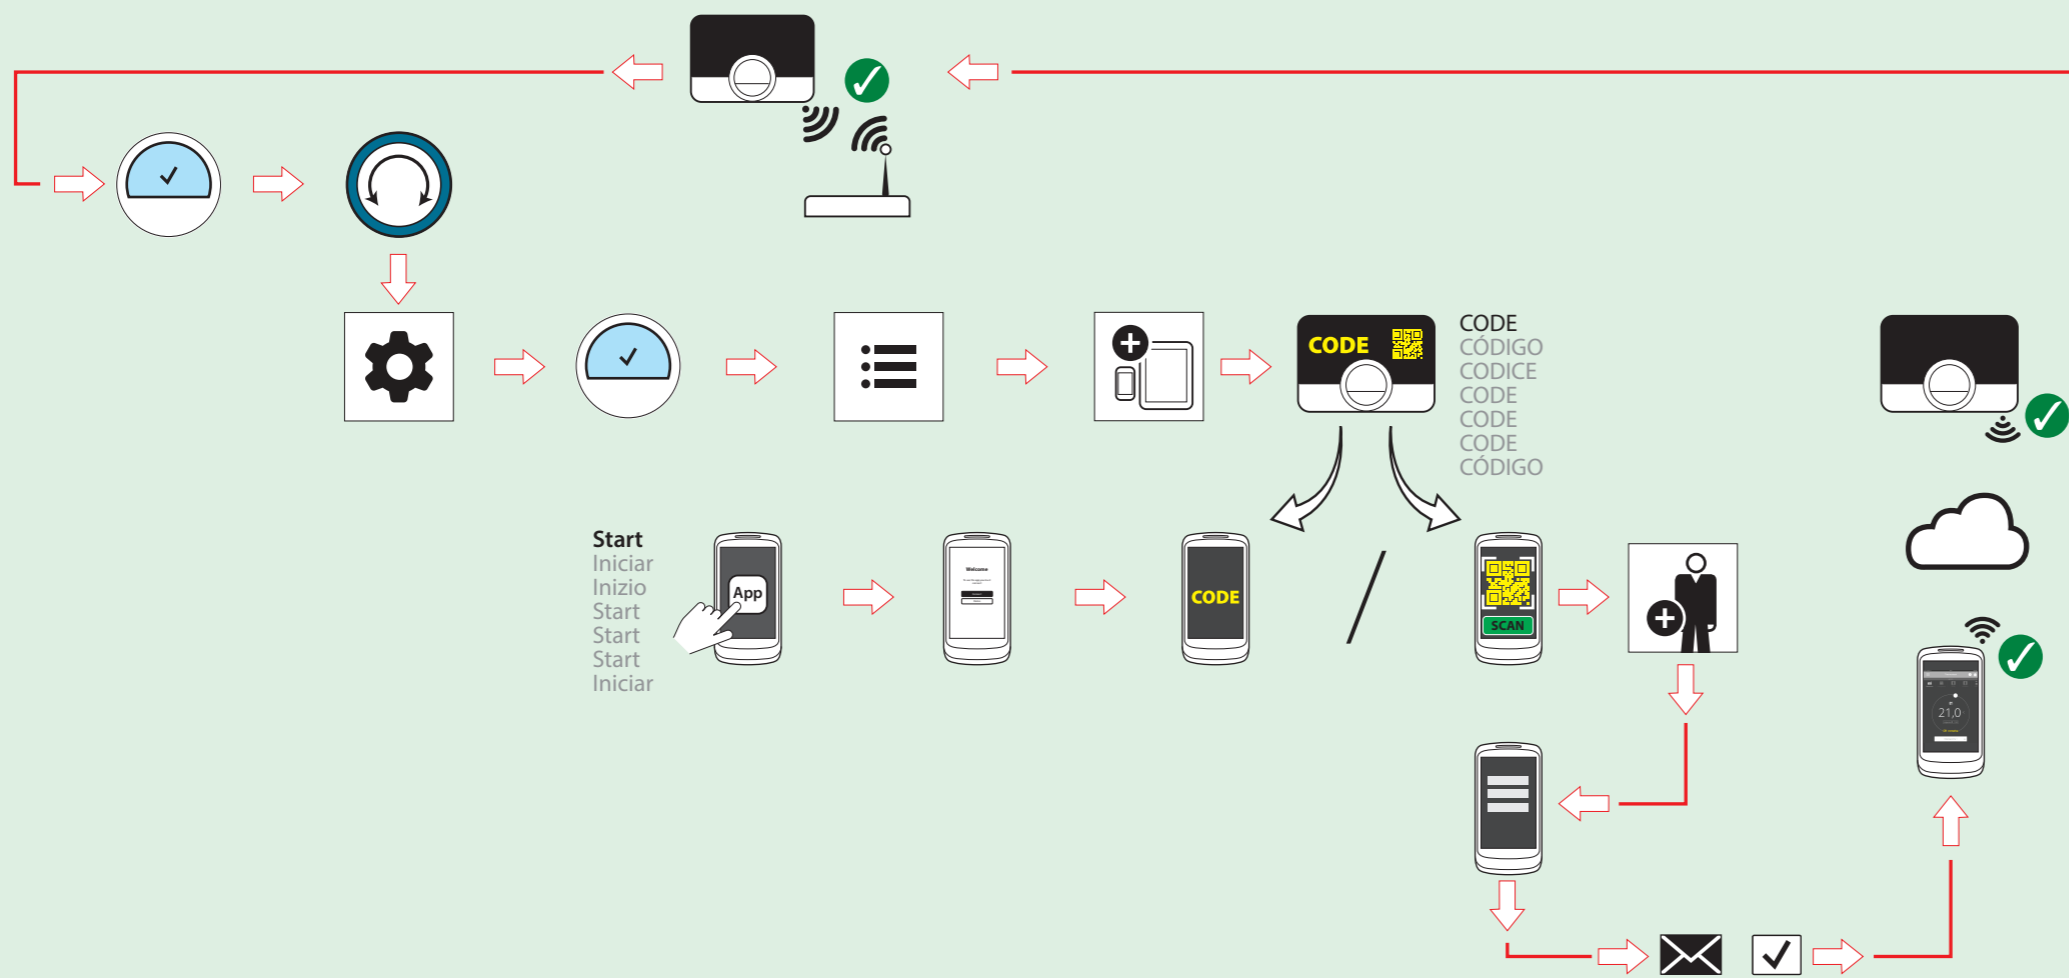 CODE
CODE
CÓDIGO
CODICE
CODE
CODE
CODE
CÓDIGO
Start
Iniciar
Inizio
Start
Start
Start
Iniciar
App
Welcome
CODE
SCAN
21,0